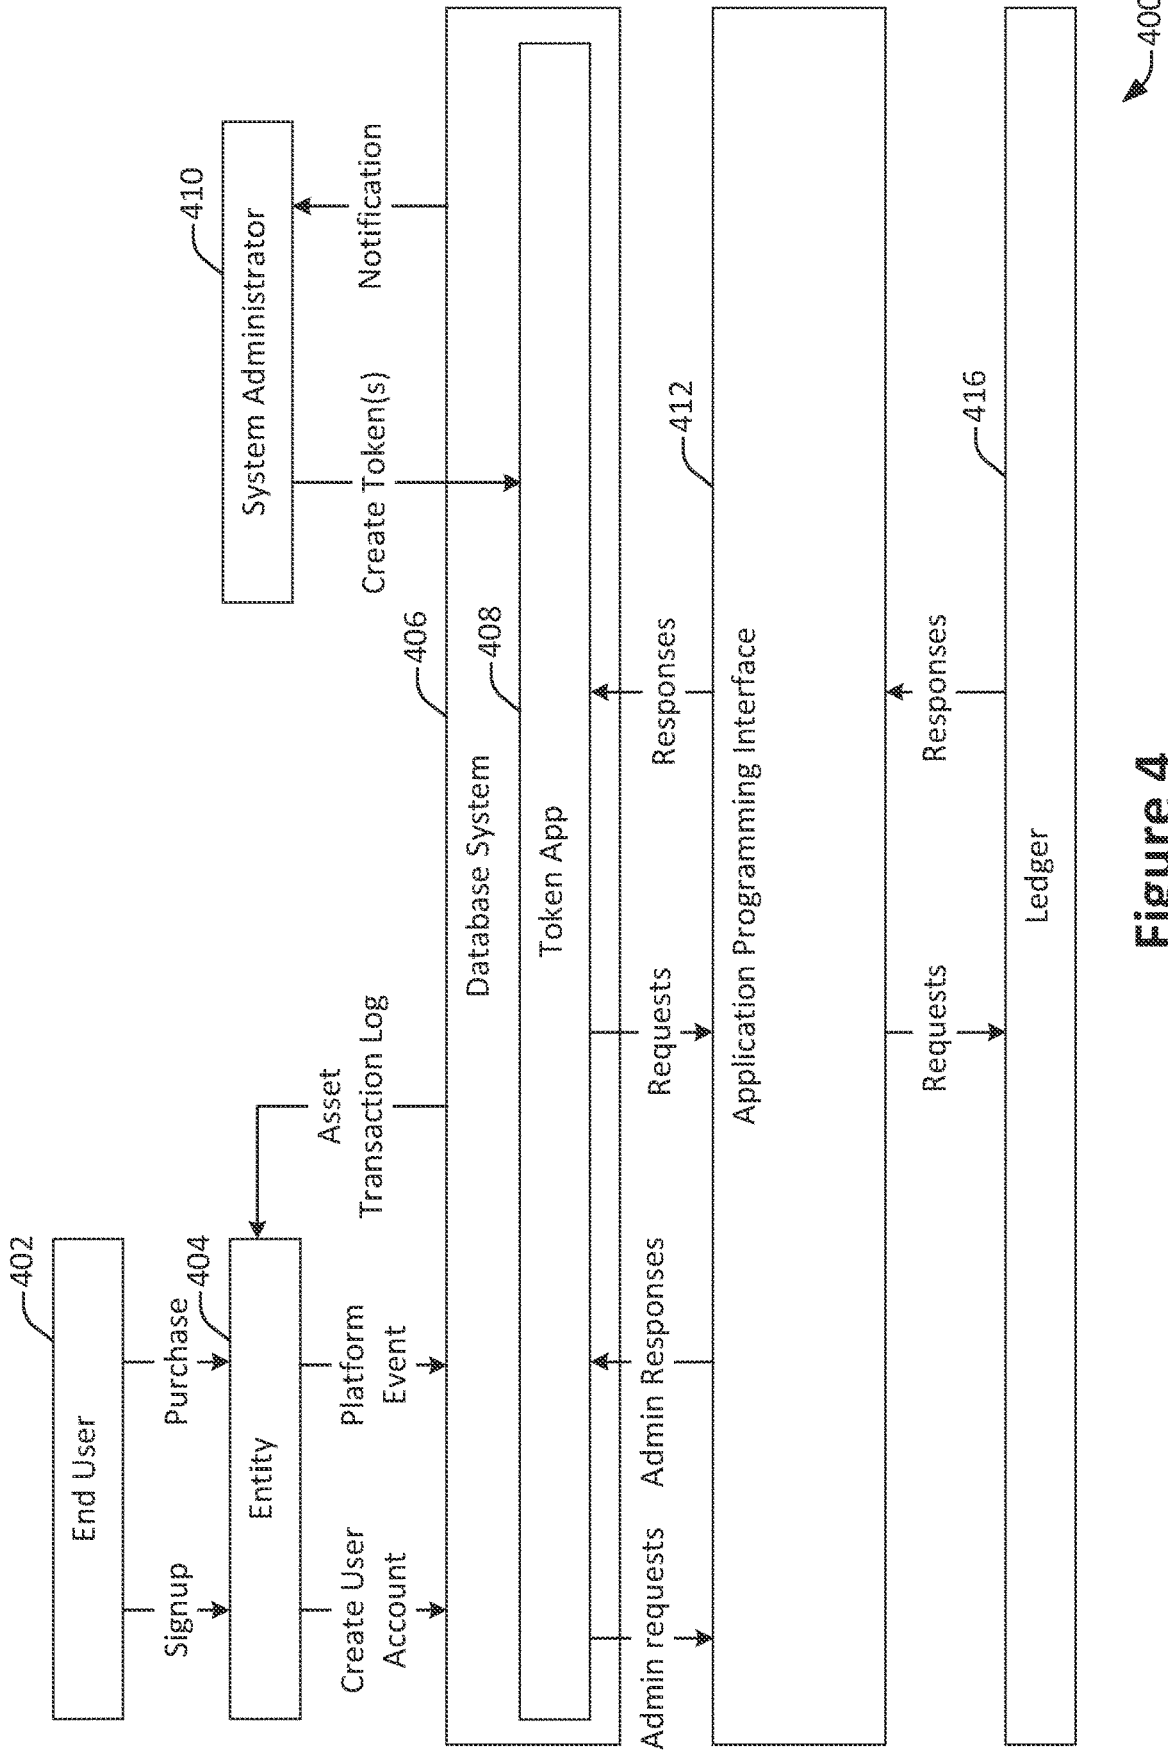 402
End User
Signup
Purchase
404
Entity
410
System Administrator
Create User
Account
Platform
Event
Asset
Transaction Log
Create Token(s)
Notification
406
Database System
408
Token App
Admin requests
Admin Responses
Requests
Responses
412
Application Programming Interface
Requests
Responses
416
Ledger
Figure 4
400